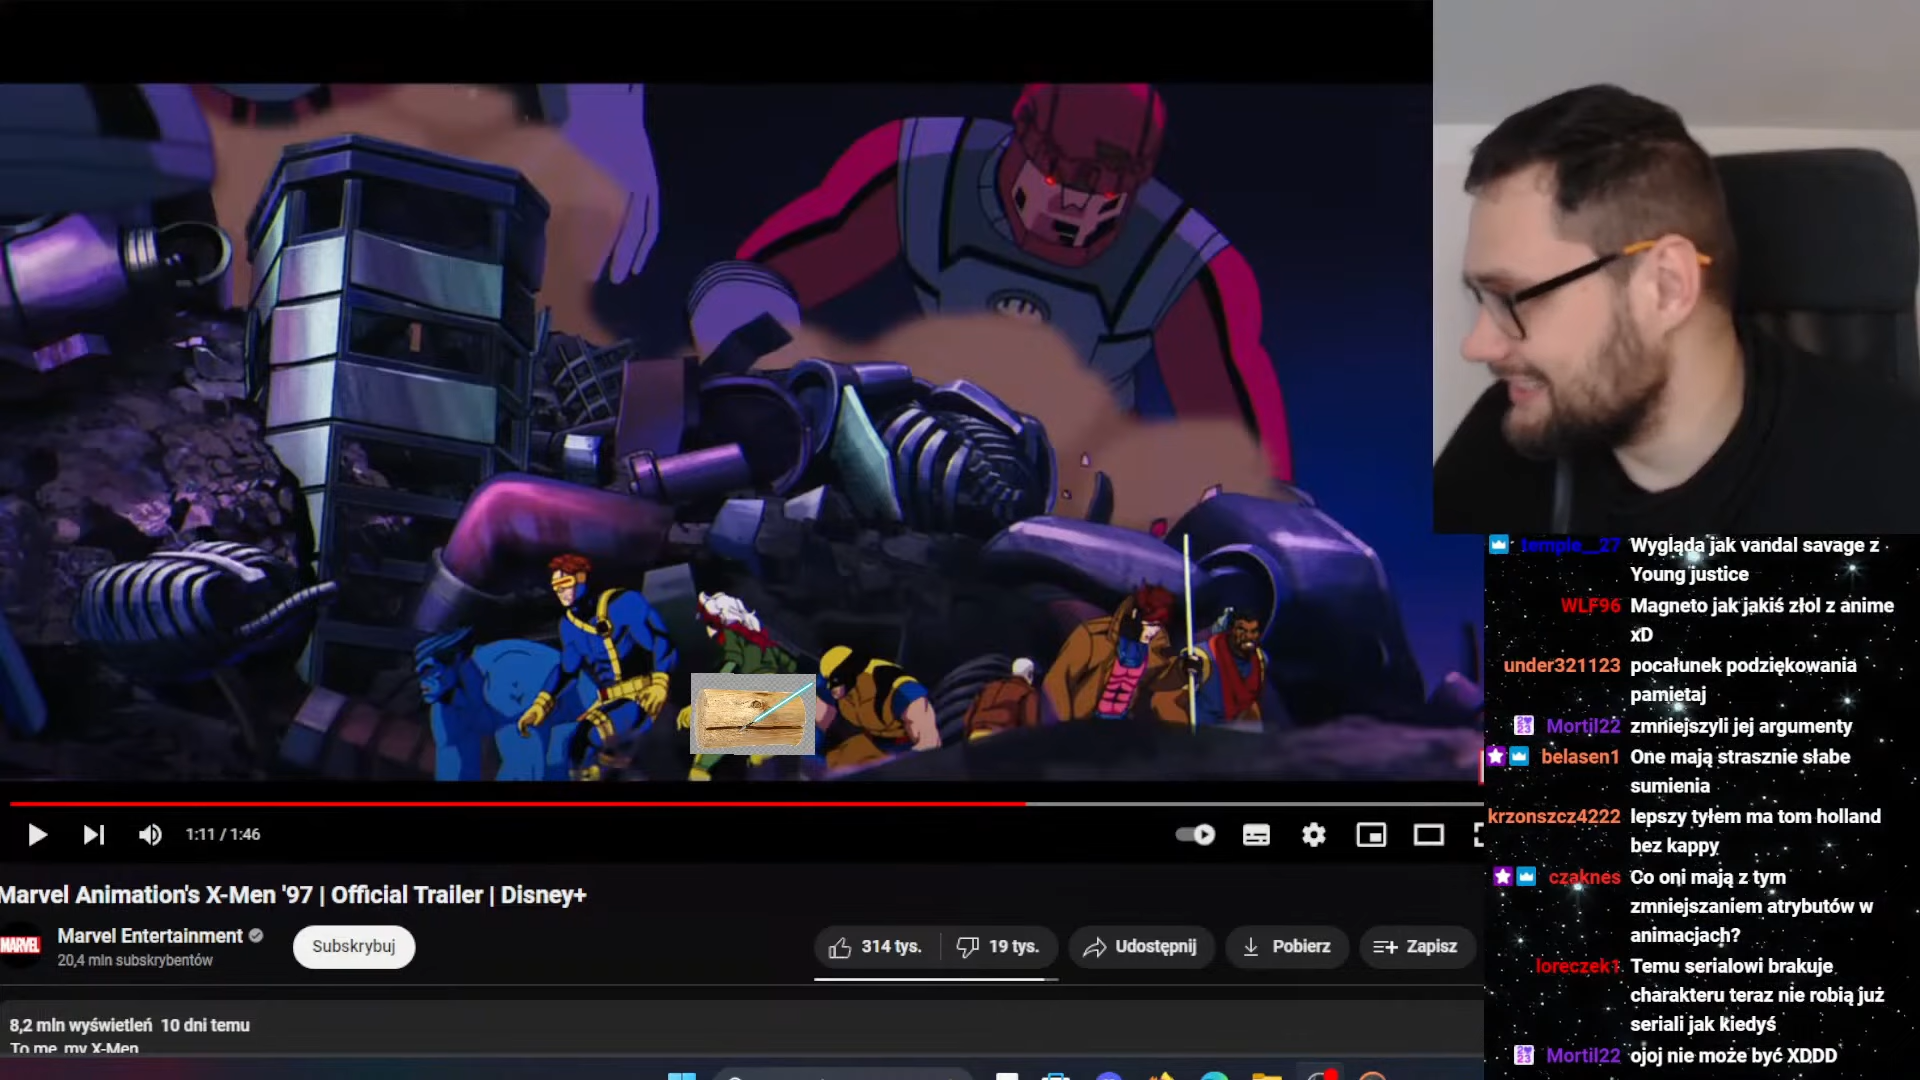 temple__27 Wygląda jak vandal savage z
Young justice
WLF96 Magneto jak jakiś złol z anime
xD
under321123 pocałunek podziękowania
pamiętaj
Mortil22 zmniejszyli jej argumenty
belasen1 One mają strasznie słabe
sumienia
krzonszcz4222 lepszy tyłem ma tom holland
bez kappy
czaknes Co oni mają z tym
zmniejszaniem atrybutów w
animacjach?
loreczek1 Temu serialowi brakuje
charakteru teraz nie robią już
seriali jak kiedyś
Mortil22 ojoj nie może być XDDD
1:11 / 1:46
Marvel Animation's X-Men '97 | Official Trailer | Disney+
MARVEL
Marvel Entertainment
20,4 mln subskrybentów
Subskrybuj
314 tys.
19 tys.
Udostępnij
Pobierz
Zapisz
8,2 mln wyświetleń 10 dni temu
To me, my X-Men